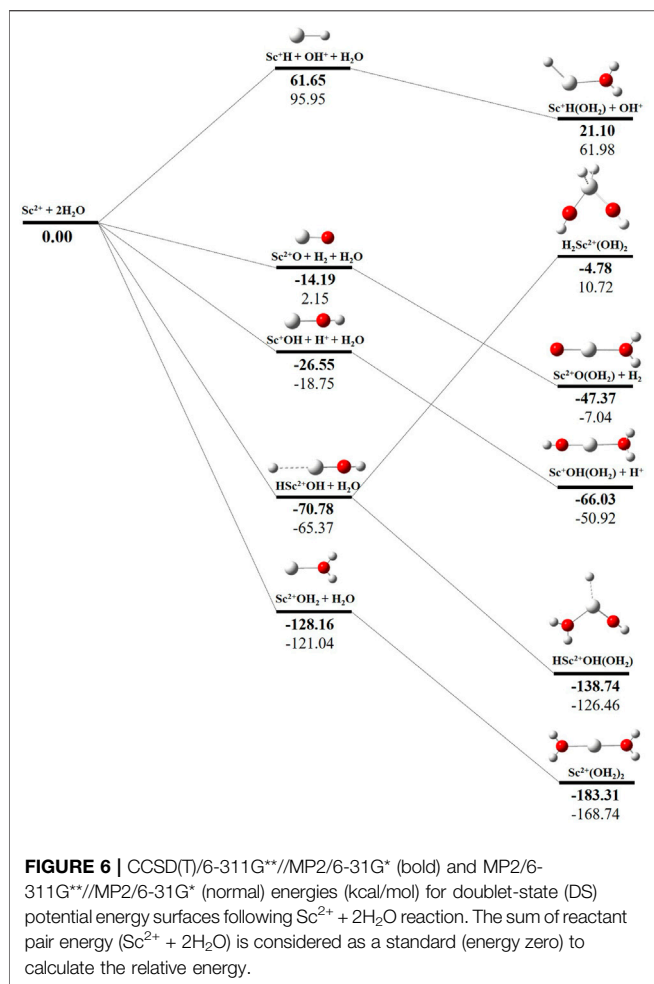 Sc⁺H + OH⁺ + H₂O
61.65
95.95
Sc⁺H(OH₂) + OH⁺
21.10
61.98
Sc²⁺ + 2H₂O
0.00
H₂Sc²⁺(OH)₂
-4.78
10.72
Sc²⁺O + H₂ + H₂O
-14.19
2.15
Sc⁺OH + H⁺ + H₂O
-26.55
-18.75
Sc²⁺O(OH₂) + H₂
-47.37
-7.04
Sc⁺OH(OH₂) + H⁺
-66.03
-50.92
HSc²⁺OH + H₂O
-70.78
-65.37
Sc²⁺OH₂ + H₂O
-128.16
-121.04
HSc²⁺OH(OH₂)
-138.74
-126.46
Sc²⁺(OH₂)₂
-183.31
-168.74
FIGURE 6 | CCSD(T)/6-311G**//MP2/6-31G* (bold) and MP2/6-
311G**//MP2/6-31G* (normal) energies (kcal/mol) for doublet-state (DS)
potential energy surfaces following Sc²⁺ + 2H₂O reaction. The sum of reactant
pair energy (Sc²⁺ + 2H₂O) is considered as a standard (energy zero) to
calculate the relative energy.